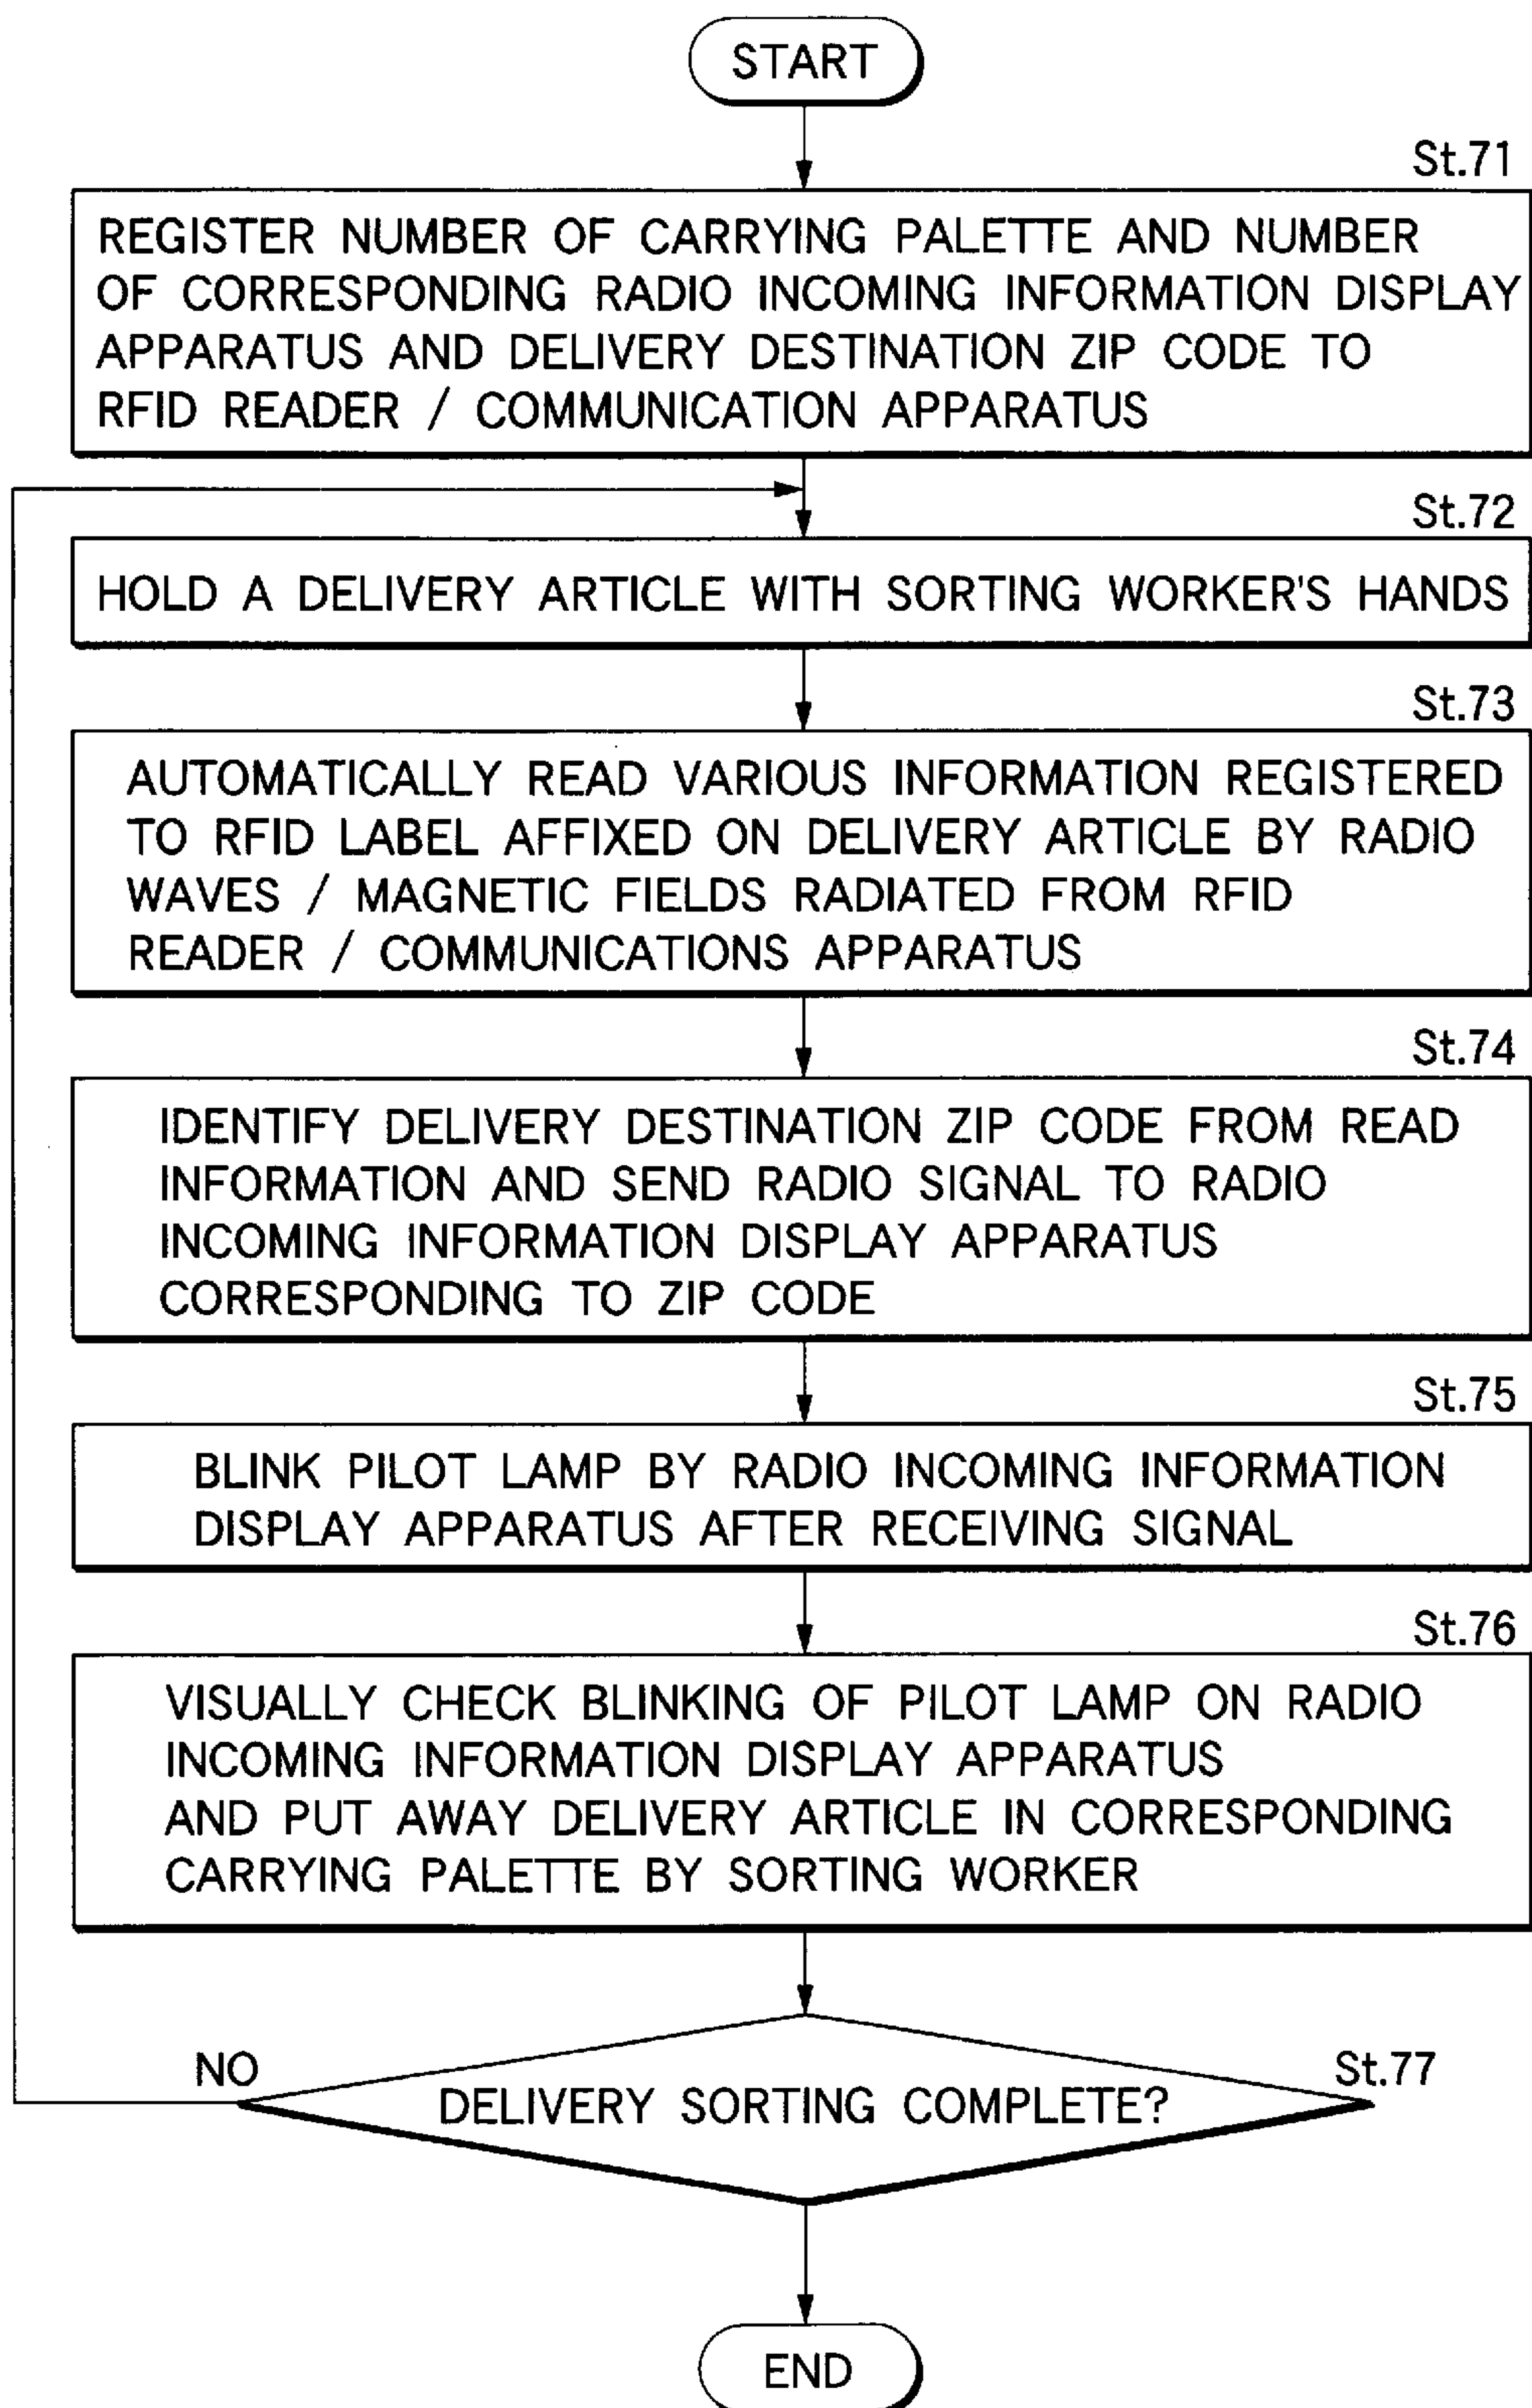 START
St.71
REGISTER NUMBER OF CARRYING PALETTE AND NUMBER
OF CORRESPONDING RADIO INCOMING INFORMATION DISPLAY
APPARATUS AND DELIVERY DESTINATION ZIP CODE TO
RFID READER / COMMUNICATION APPARATUS
St.72
HOLD A DELIVERY ARTICLE WITH SORTING WORKER'S HANDS
St.73
AUTOMATICALLY READ VARIOUS INFORMATION REGISTERED
TO RFID LABEL AFFIXED ON DELIVERY ARTICLE BY RADIO
WAVES / MAGNETIC FIELDS RADIATED FROM RFID
READER / COMMUNICATIONS APPARATUS
St.74
IDENTIFY DELIVERY DESTINATION ZIP CODE FROM READ
INFORMATION AND SEND RADIO SIGNAL TO RADIO
INCOMING INFORMATION DISPLAY APPARATUS
CORRESPONDING TO ZIP CODE
St.75
BLINK PILOT LAMP BY RADIO INCOMING INFORMATION
DISPLAY APPARATUS AFTER RECEIVING SIGNAL
St.76
VISUALLY CHECK BLINKING OF PILOT LAMP ON RADIO
INCOMING INFORMATION DISPLAY APPARATUS
AND PUT AWAY DELIVERY ARTICLE IN CORRESPONDING
CARRYING PALETTE BY SORTING WORKER
NO
St.77
DELIVERY SORTING COMPLETE?
END